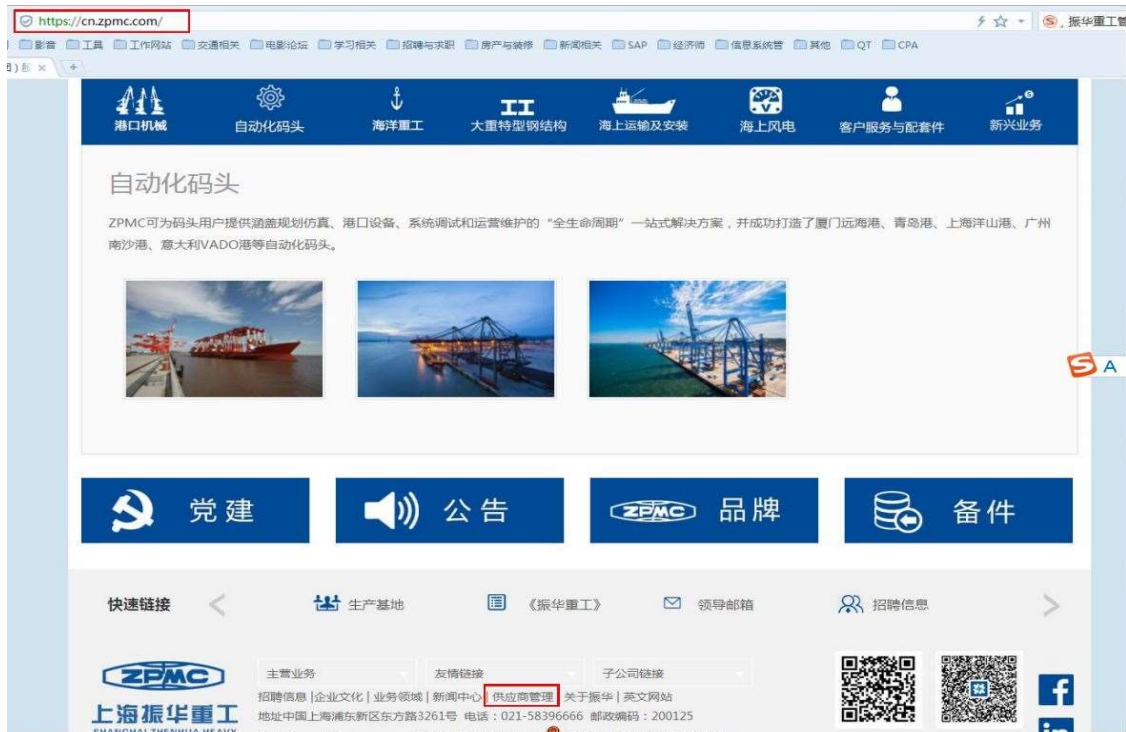 https://cn.zpmc.com/
振华重工管
影音 工具 工作网站 交通相关 电影论坛 学习相关 招聘与求职 房产与装修 新闻相关 SAP 经济师 信息系统管 其他 QT CPA
港口机械 自动化码头 海洋重工 大重特型钢结构 海上运输及安装 海上风电 客户服务与配套件 新兴业务
自动化码头
ZPMC可为码头用户提供涵盖规划仿真、港口设备、系统调试和运营维护的“全生命周期”一站式解决方案，并成功打造了厦门远海港、青岛港、上海洋山港、广州
南沙港、意大利VADO港等自动化码头。
A
党建 公告 ZPMC 品牌 备件
快速链接 生产基地 《振华重工》 领导邮箱 招聘信息
ZPMC
上海振华重工
SHANGHAI ZHENHUA HEAVY
主营业务 友情链接 子公司链接
招聘信息 |企业文化 | 业务领域 | 新闻中心 | 供应商管理 关于振华 | 英文网站
地址中国上海浦东新区东方路3261号 电话：021-58396666 邮政编码：200125
f
in